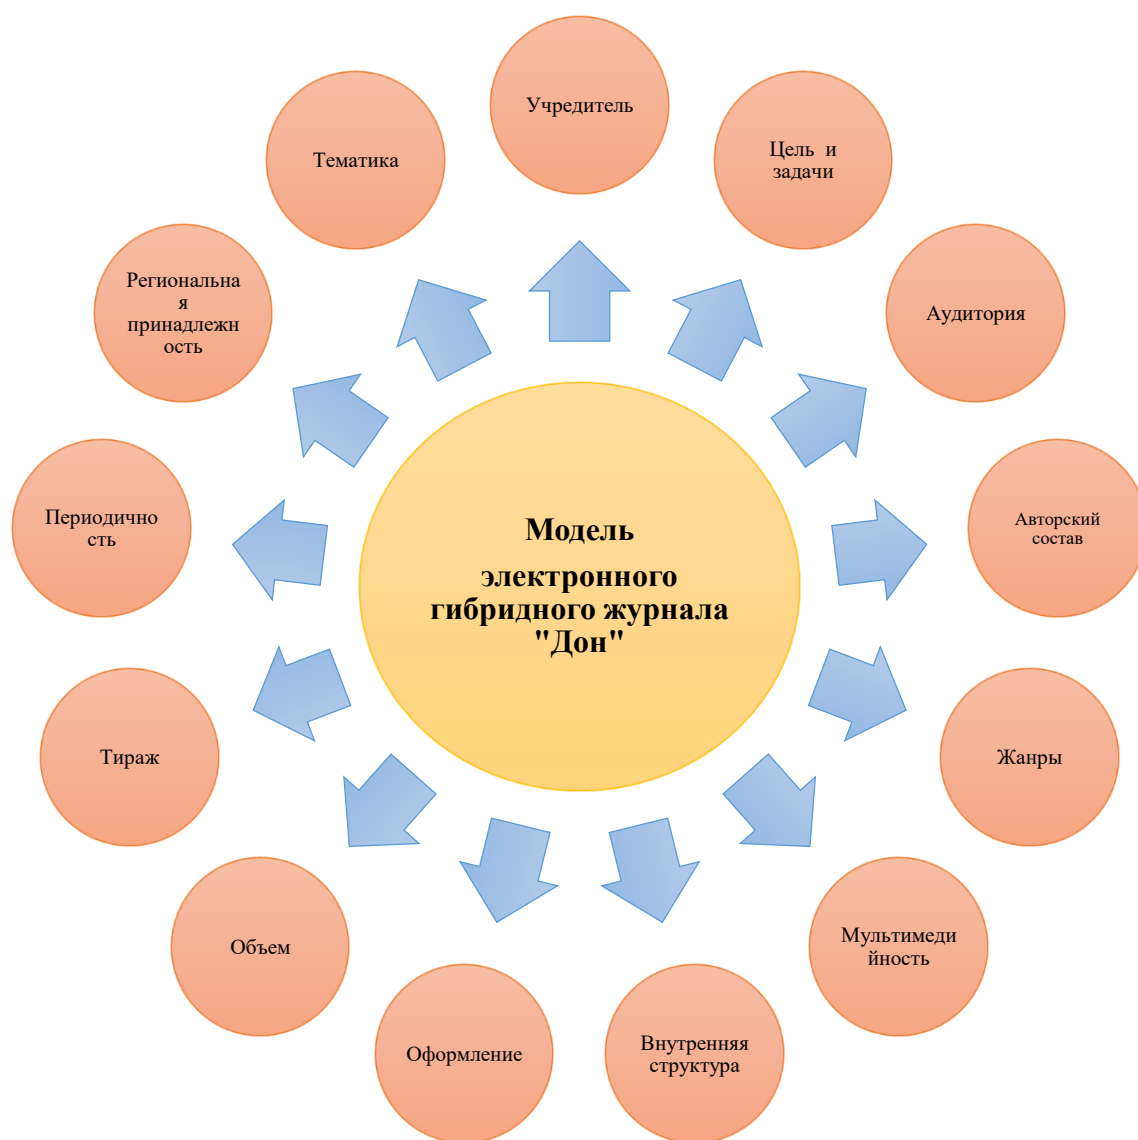 Учредитель
Цель и
задачи
Аудитория
Авторский
состав
Жанры
Мультимеди
йность
Внутренняя
структура
Оформление
Объем
Тираж
Периодично
сть
Региональна
я
принадлежн
ость
Тематика
Модель
электронного
гибридного журнала
"Дон"